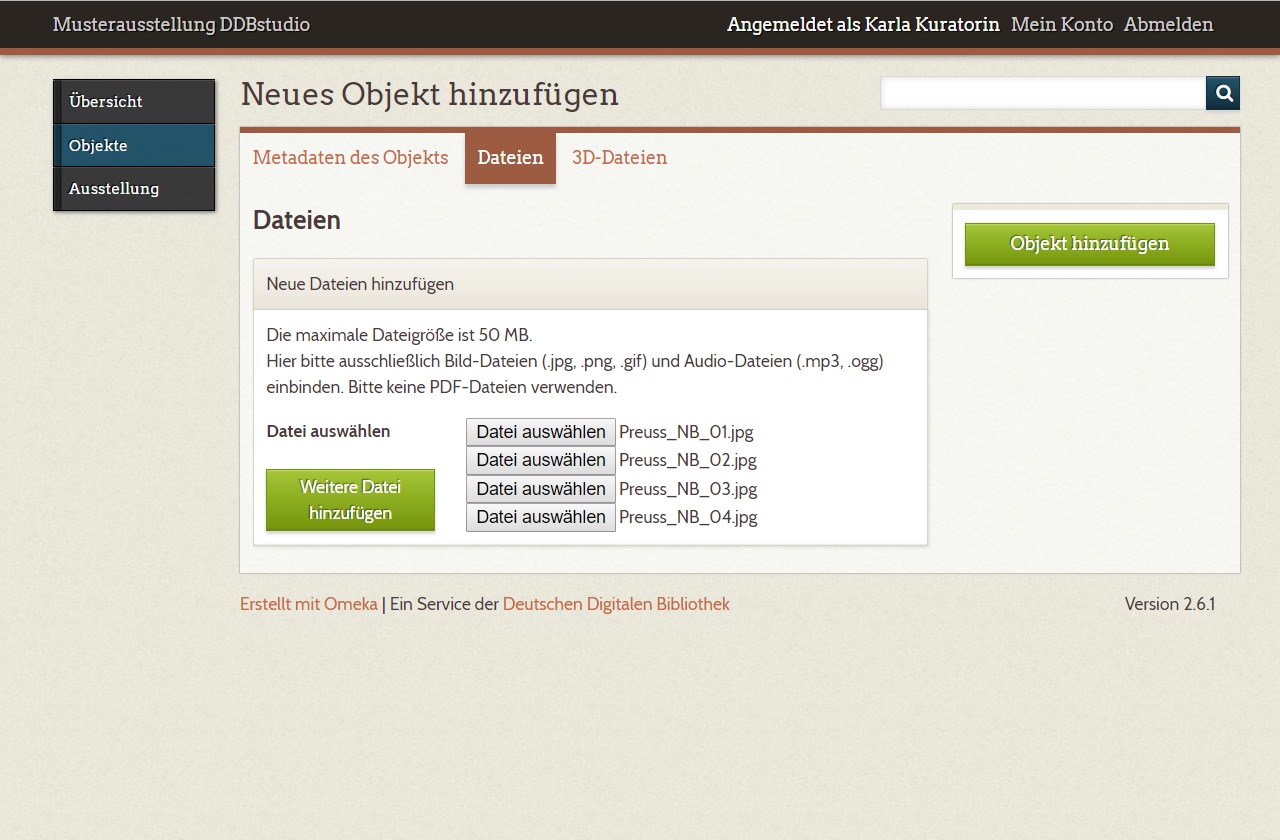 Musterausstellung DDBstudio
Angemeldet als Karla Kuratorin Mein Konto Abmelden
Übersicht
Objekte
Ausstellung
Neues Objekt hinzufügen
Metadaten des Objekts Dateien 3D-Dateien
Dateien
Objekt hinzufügen
Neue Dateien hinzufügen
Die maximale Dateigröße ist 50 MB.
Hier bitte ausschließlich Bild-Dateien (.jpg, .png, .gif) und Audio-Dateien (.mp3, .ogg)
einbinden. Bitte keine PDF-Dateien verwenden.
Datei auswählen
Weitere Datei
hinzufügen
Datei auswählen Preuss_NB_01.jpg
Datei auswählen Preuss_NB_02.jpg
Datei auswählen Preuss_NB_03.jpg
Datei auswählen Preuss_NB_04.jpg
Erstellt mit Omeka | Ein Service der Deutschen Digitalen Bibliothek
Version 2.6.1